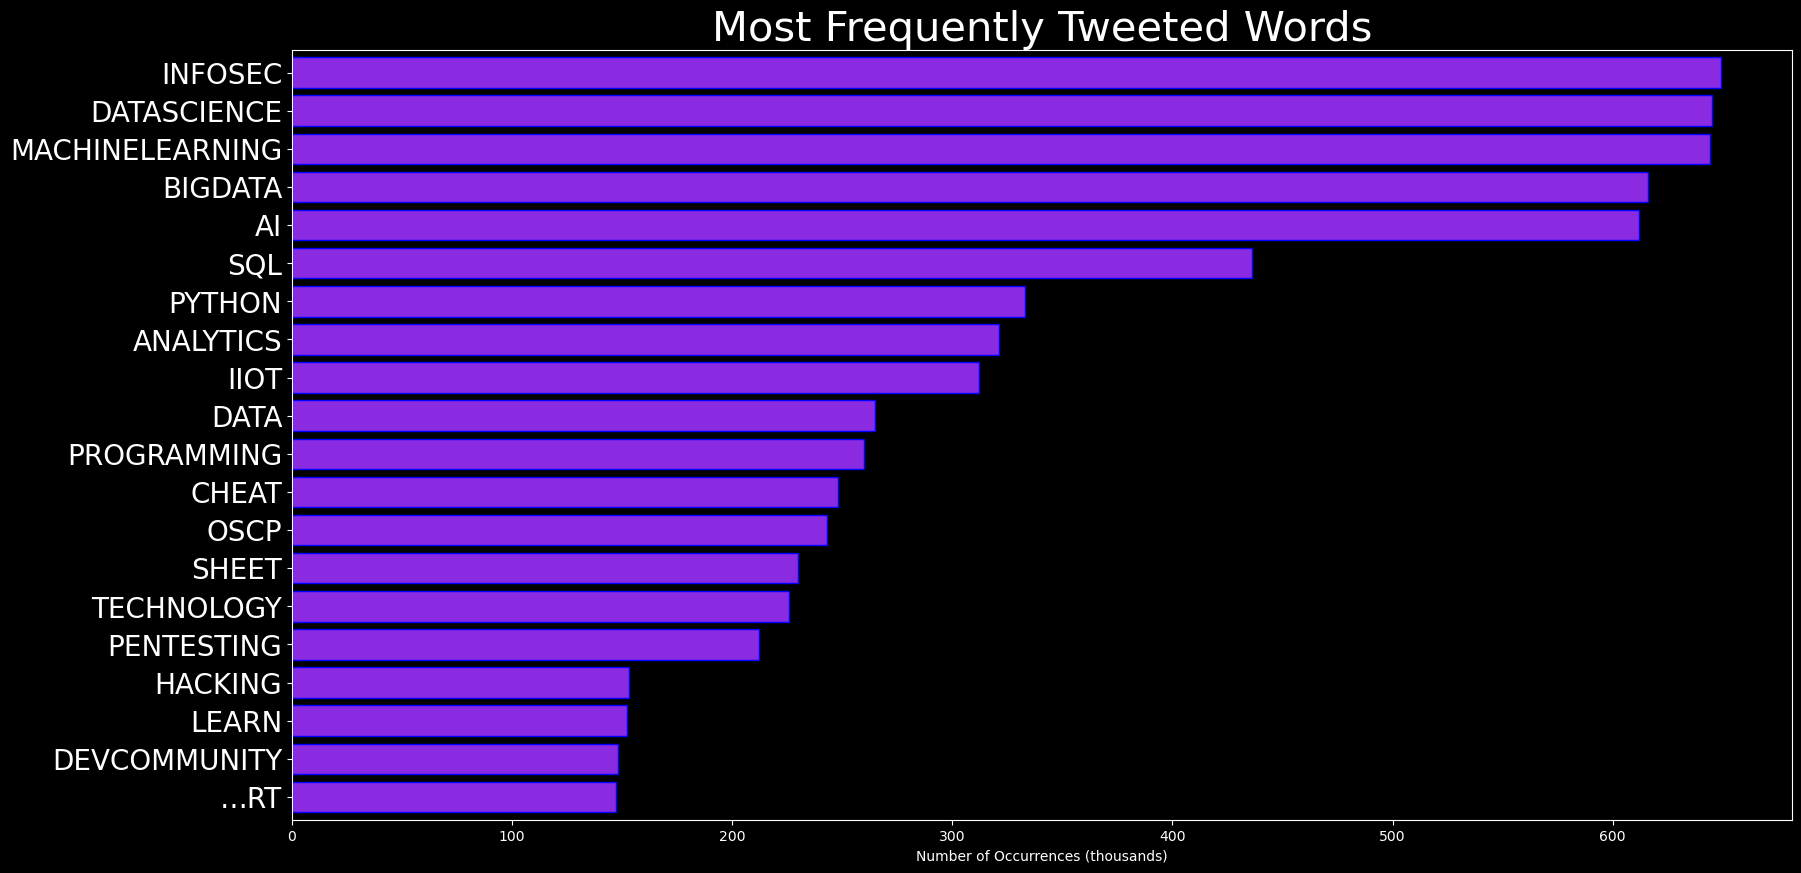 Most Frequently Tweeted Words
INFOSEC
DATASCIENCE
MACHINELEARNING
BIGDATA
AI
SQL
PYTHON
ANALYTICS
IIOT
DATA
PROGRAMMING
CHEAT
OSCP
SHEET
TECHNOLOGY
PENTESTING
HACKING
LEARN
DEVCOMMUNITY
…RT
0 100 200 300 400 500 600
Number of Occurrences (thousands)